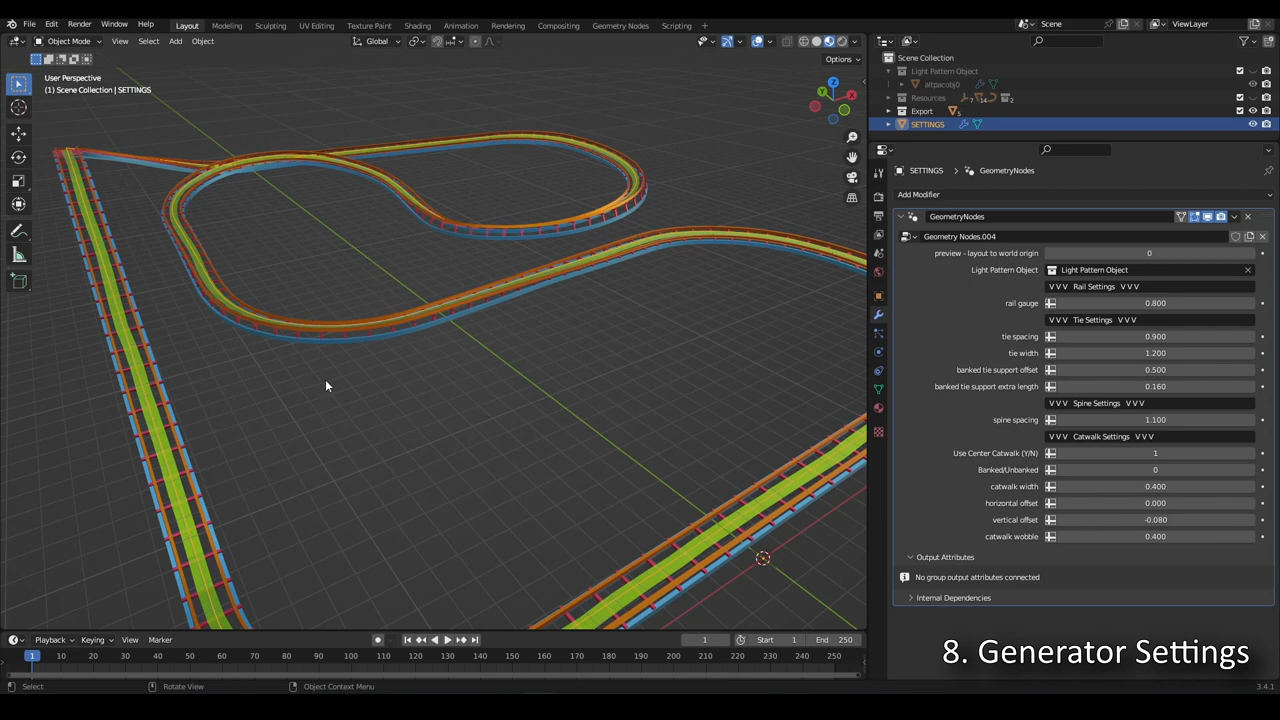 File Edit Render Window Help Layout Modeling Sculpting UV Editing Texture Paint Shading Animation Rendering Compositing Geometry Nodes Scripting + Scene ViewLayer
Object Mode View Select Add Object Global
Options
User Perspective
(1) Scene Collection | SETTINGS
X
Y
Z
Scene Collection
Light Pattern Object
altpacobj0
Resources 7 14 2
Export 5
SETTINGS
SETTINGS GeometryNodes
Add Modifier
GeometryNodes
Geometry Nodes.004
preview - layout to world origin 0
Light Pattern Object Light Pattern Object
V V V Rail Settings V V V
rail gauge 0.800
V V V Tie Settings V V V
tie spacing 0.900
tie width 1.200
banked tie support offset 0.500
banked tie support extra length 0.160
V V V Spine Settings V V V
spine spacing 1.100
V V V Catwalk Settings V V V
Use Center Catwalk (Y/N) 1
Banked/Unbanked 0
catwalk width 0.400
horizontal offset 0.000
vertical offset -0.080
catwalk wobble 0.400
Output Attributes
No group output attributes connected
Internal Dependencies
8. Generator Settings
Playback Keying View Marker 1 Start 1 End 250
1 10 20 30 40 50 60 70 80 90 100 110 120 130 140 150 160 170 180 190 200 210 220 230 240 250
Select Rotate View Object Context Menu 3.4.1